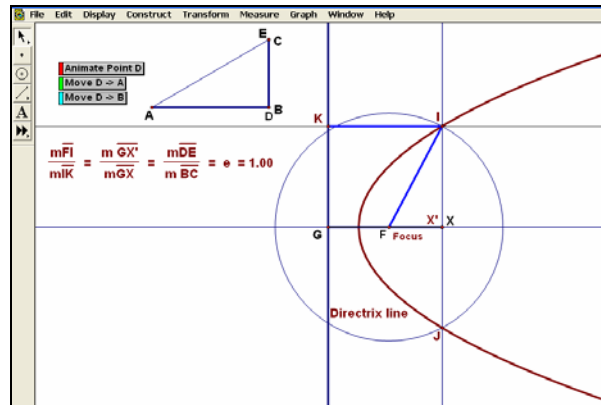 File Edit Display Construct Transform Measure Graph Window Help
Animate Point D
Move D -> A
Move D -> B
A
E
C
D
B
A
K
I
mFI / mIK = m GX' / mGX = mDE / m BC = e = 1.00
G
F
Focus
X'
X
Directrix line
J